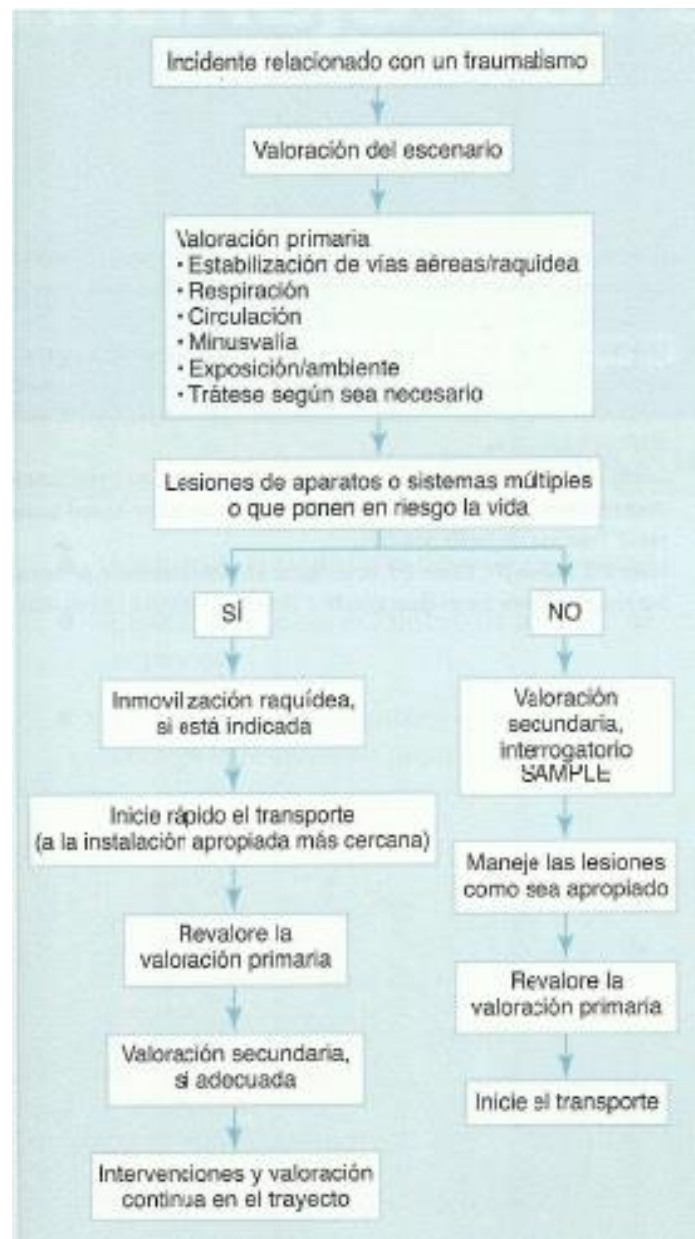 Incidente relacionado con un traumatismo
Valoración del escenario
Valoración primaria
• Estabilización de vías aéreas/raquídea
• Respiración
• Circulación
• Minusvalía
• Exposición/ambiente
• Trátese según sea necesario
Lesiones de aparatos o sistemas múltiples
o que ponen en riesgo la vida
SÍ
Inmovilización raquídea,
si está indicada
Inicie rápido el transporte
(a la instalación apropiada más cercana)
Revalore la
valoración primaria
Valoración secundaria,
si adecuada
Intervenciones y valoración
continua en el trayecto
NO
Valoración
secundaria,
interrogatorio
SAMPLE
Maneje las lesiones
como sea apropiado
Revalore la
valoración primaria
Inicie el transporte